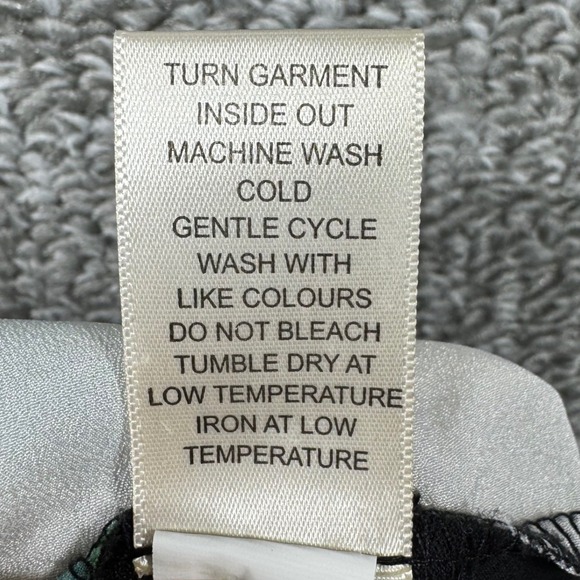 TURN GARMENT
INSIDE OUT
MACHINE WASH
COLD
GENTLE CYCLE
WASH WITH
LIKE COLOURS
DO NOT BLEACH
TUMBLE DRY AT
LOW TEMPERATURE
IRON AT LOW
TEMPERATURE